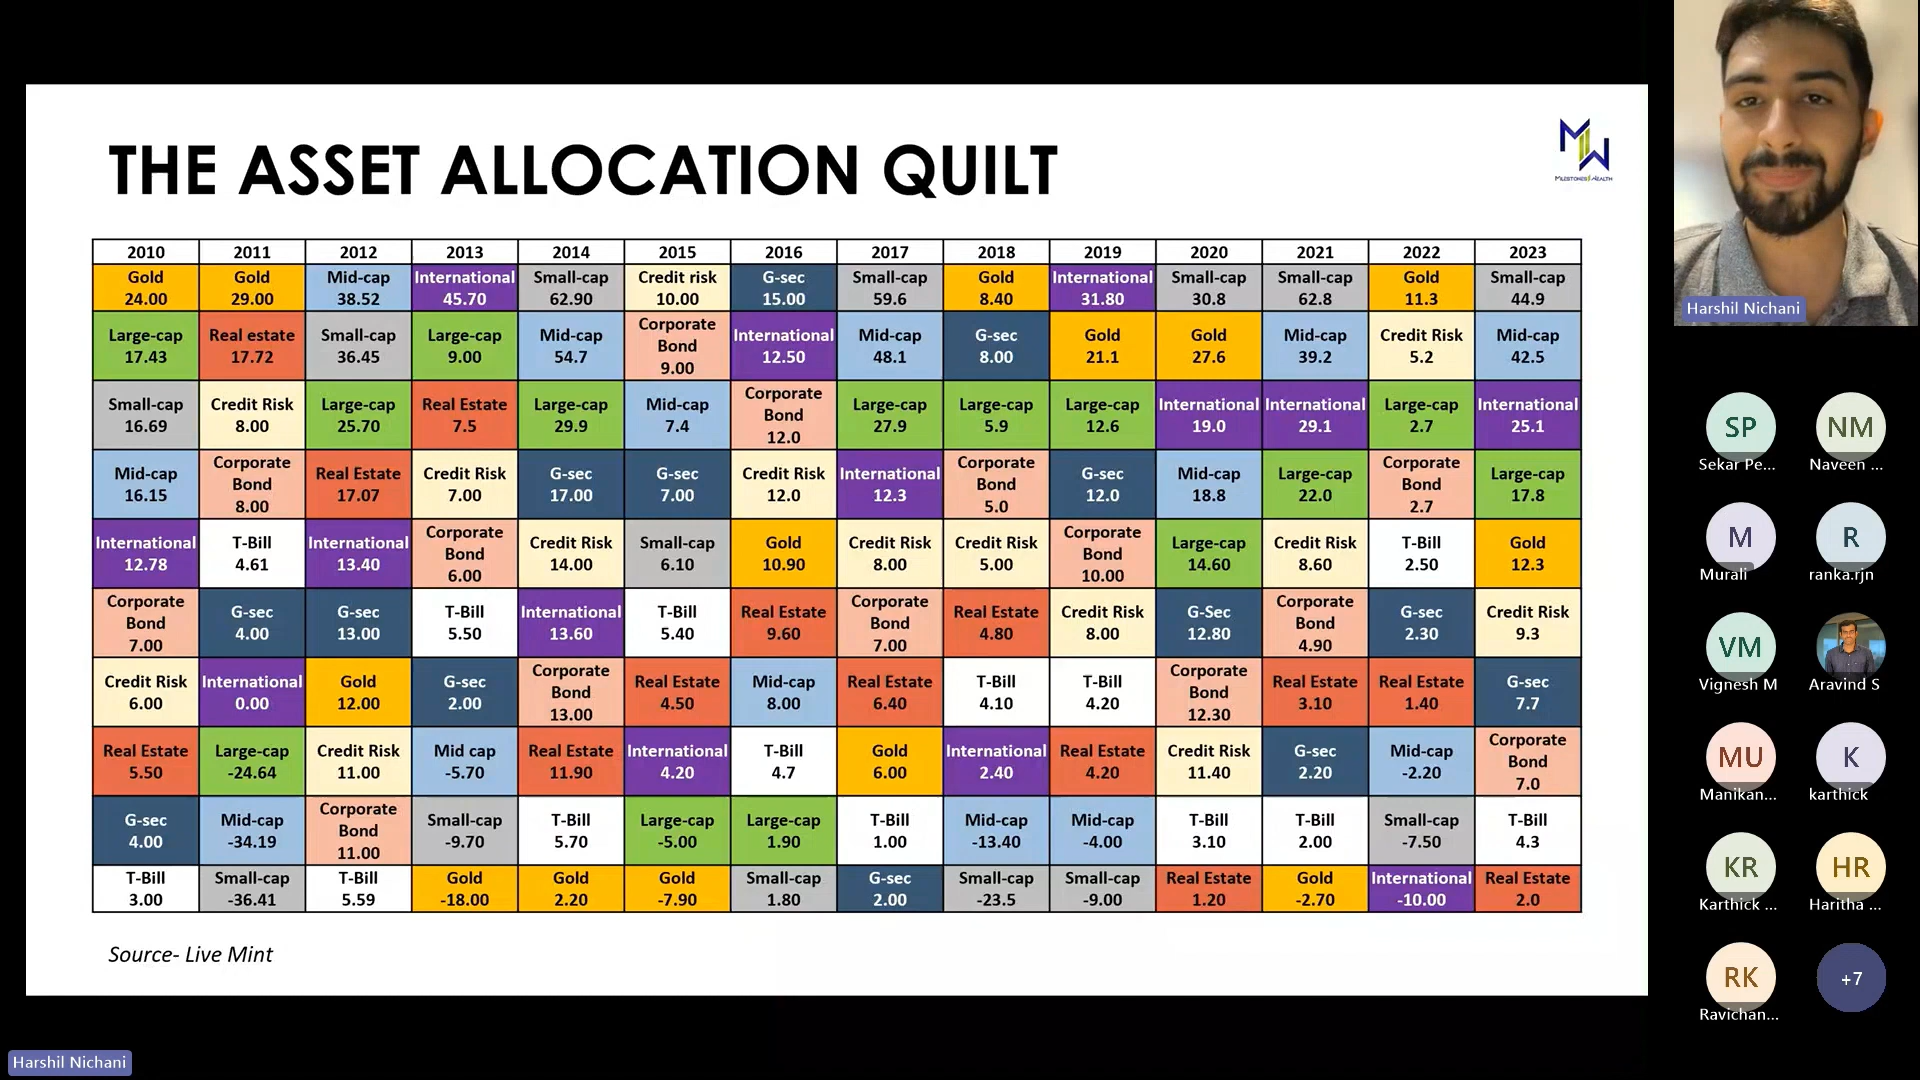 THE ASSET ALLOCATION QUILT
MW
MILESTONES WEALTH
2010 2011 2012 2013 2014 2015 2016 2017 2018 2019 2020 2021 2022 2023
Gold Gold Mid-cap International Small-cap Credit risk G-sec Small-cap Gold International Small-cap Small-cap Gold Small-cap
24.00 29.00 38.52 45.70 62.90 10.00 15.00 59.6 8.40 31.80 30.8 62.8 11.3 44.9
Large-cap Real estate Small-cap Large-cap Mid-cap Corporate Bond International Mid-cap G-sec Gold Gold Mid-cap Credit Risk Mid-cap
17.43 17.72 36.45 9.00 54.7 9.00 12.50 48.1 8.00 21.1 27.6 39.2 5.2 42.5
Small-cap Credit Risk Large-cap Real Estate Large-cap Mid-cap Corporate Bond Large-cap Large-cap Large-cap International International Large-cap International
16.69 8.00 25.70 7.5 29.9 7.4 12.0 27.9 5.9 12.6 19.0 29.1 2.7 25.1
Mid-cap Corporate Bond Real Estate Credit Risk G-sec G-sec Credit Risk International Corporate Bond G-sec Mid-cap Large-cap Corporate Bond Large-cap
16.15 8.00 17.07 7.00 17.00 7.00 12.0 12.3 5.0 12.0 18.8 22.0 2.7 17.8
International T-Bill International Corporate Bond Credit Risk Small-cap Gold Credit Risk Credit Risk Corporate Bond Large-cap Credit Risk T-Bill Gold
12.78 4.61 13.40 6.00 14.00 6.10 10.90 8.00 5.00 10.00 14.60 8.60 2.50 12.3
Corporate Bond G-sec G-sec T-Bill International T-Bill Real Estate Corporate Bond Real Estate Credit Risk G-Sec Corporate Bond G-sec Credit Risk
7.00 4.00 13.00 5.50 13.60 5.40 9.60 7.00 4.80 8.00 12.80 4.90 2.30 9.3
Credit Risk International Gold G-sec Corporate Bond Real Estate Mid-cap Real Estate T-Bill T-Bill Corporate Bond Real Estate Real Estate G-sec
6.00 0.00 12.00 2.00 13.00 4.50 8.00 6.40 4.10 4.20 12.30 3.10 1.40 7.7
Real Estate Large-cap Credit Risk Mid cap Real Estate International T-Bill Gold International Real Estate Credit Risk G-sec Mid-cap Corporate Bond
5.50 -24.64 11.00 -5.70 11.90 4.20 4.7 6.00 2.40 4.20 11.40 2.20 -2.20 7.0
G-sec Mid-cap Corporate Bond Small-cap T-Bill Large-cap Large-cap T-Bill Mid-cap Mid-cap T-Bill T-Bill Small-cap T-Bill
4.00 -34.19 11.00 -9.70 5.70 -5.00 1.90 1.00 -13.40 -4.00 3.10 2.00 -7.50 4.3
T-Bill Small-cap T-Bill Gold Gold Gold Small-cap G-sec Small-cap Small-cap Real Estate Gold International Real Estate
3.00 -36.41 5.59 -18.00 2.20 -7.90 1.80 2.00 -23.5 -9.00 1.20 -2.70 -10.00 2.0
Source- Live Mint
Harshil Nichani
SP NM
Sekar Pe... Naveen ...
M R
Murali ranka.rjn
VM
Vignesh M Aravind S
MU K
Manikan... karthick
KR HR
Karthick ... Haritha ...
RK +7
Ravichan...
Harshil Nichani